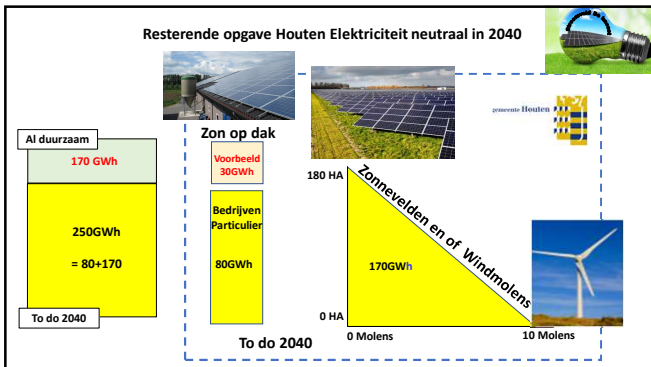 Resterende opgave Houten Elektriciteit neutraal in 2040
gemeente Houten
Zon op dak
Al duurzaam
170 GWh
250GWh
= 80+170
To do 2040
Voorbeeld
30GWh
Bedrijven
Particulier
80GWh
180 HA
Zonnevelden en of Windmolens
170GWh
0 HA
0 Molens
10 Molens
To do 2040